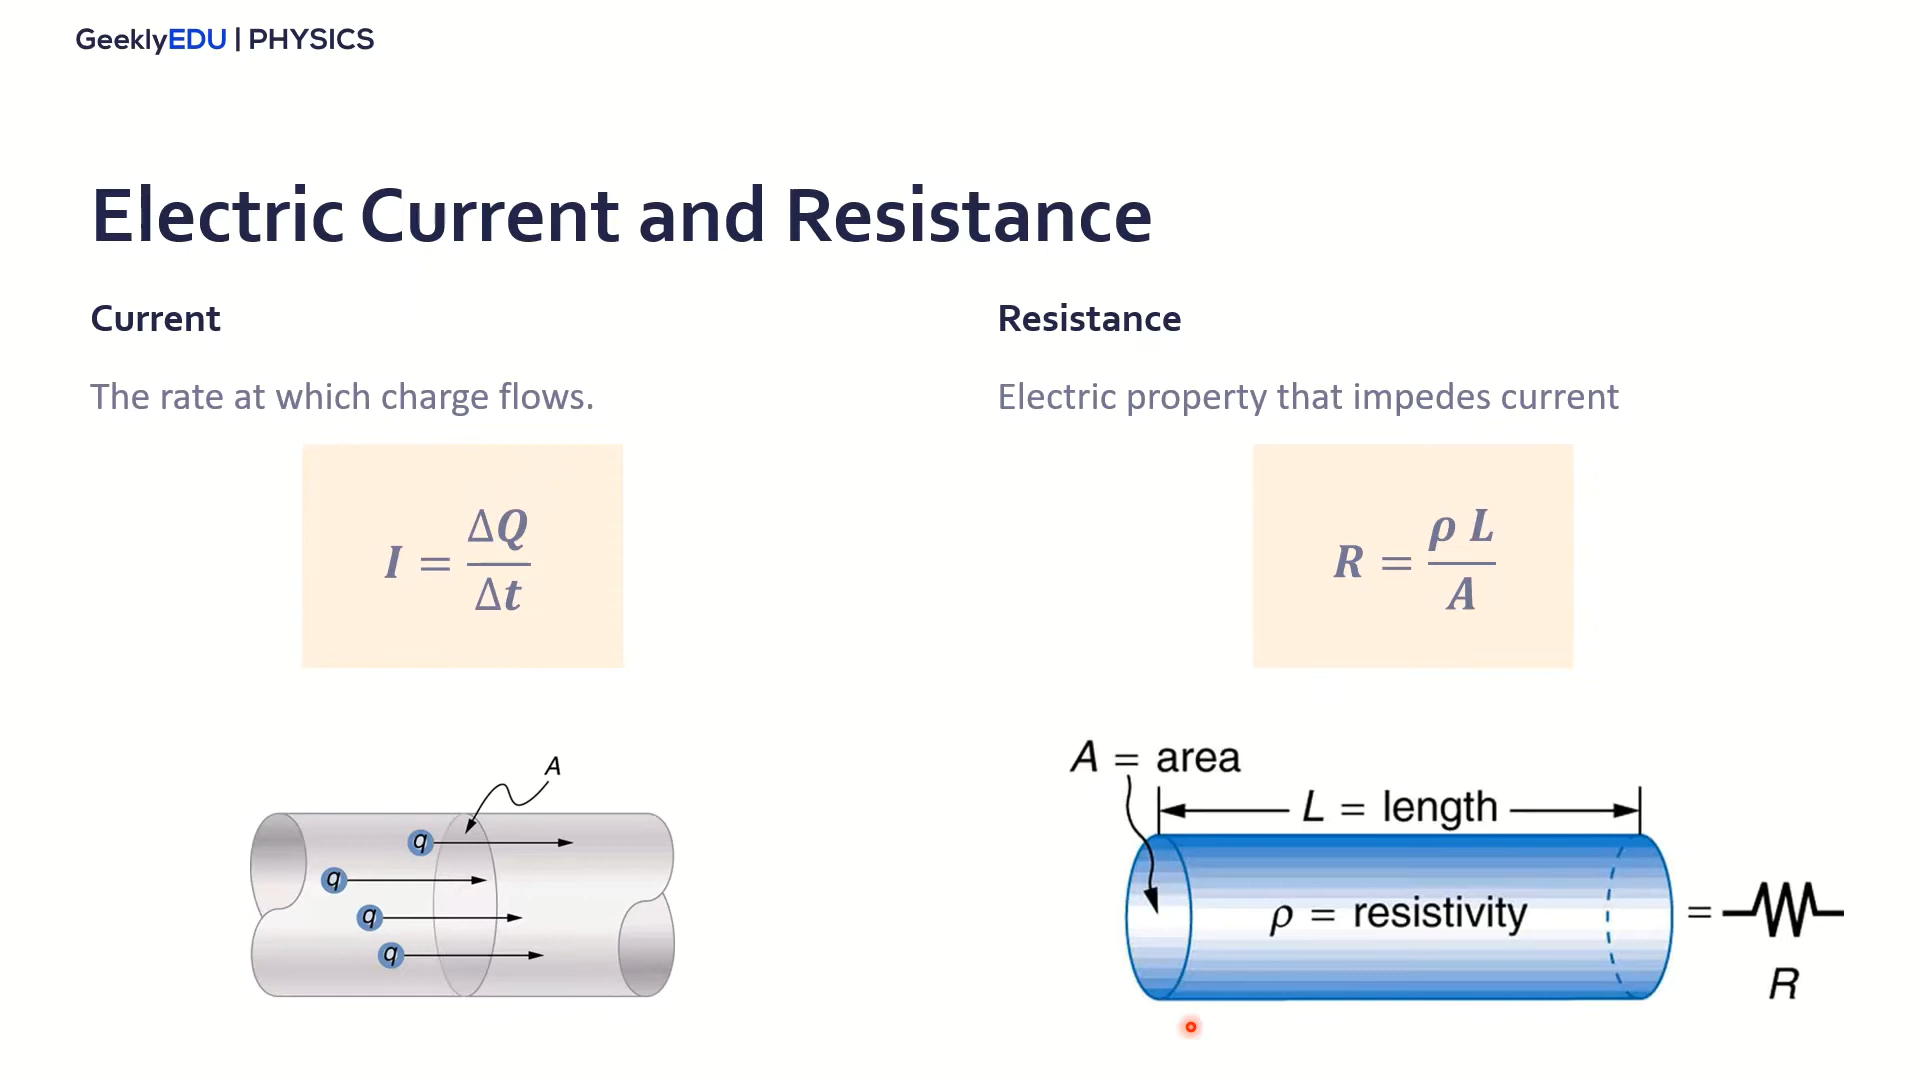 GeeklyEDU | PHYSICS
Electric Current and Resistance
Current
The rate at which charge flows.
I = ΔQ / Δt
A
q
q
q
q
Resistance
Electric property that impedes current
R = ρ L / A
A = area
L = length
ρ = resistivity
=
R